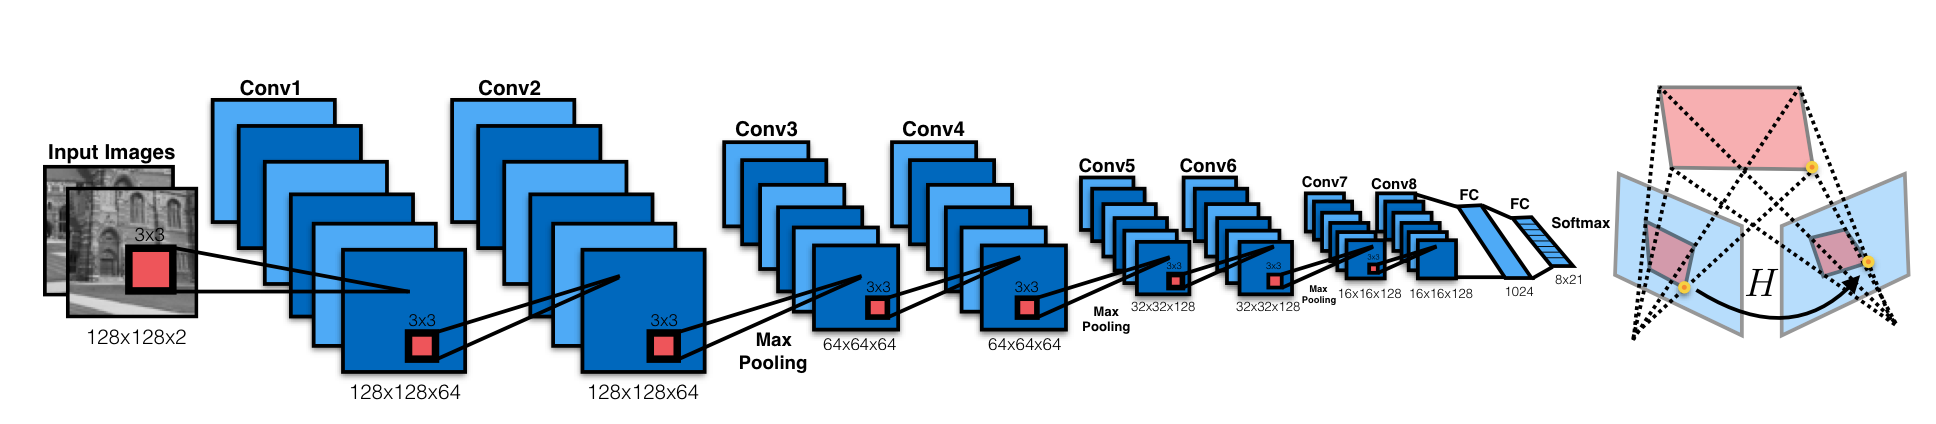 Input Images
3x3
128x128x2
Conv1
3x3
128x128x64
Conv2
3x3
128x128x64
Max
Pooling
Conv3
3x3
64x64x64
Conv4
3x3
64x64x64
Max
Pooling
Conv5
3x3
32x32x128
Conv6
3x3
32x32x128
Max
Pooling
Conv7
3x3
16x16x128
Conv8
16x16x128
FC
1024
FC
Softmax
8x21
H